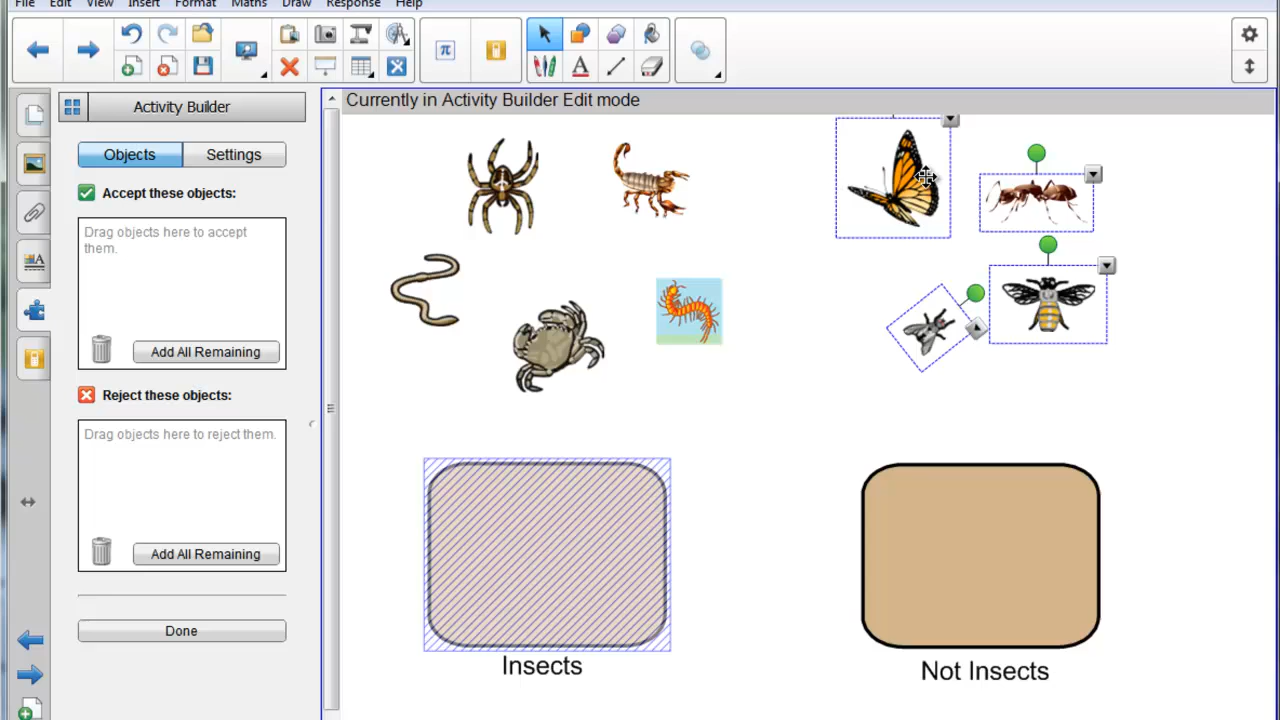 File Edit View Insert Format Maths Draw Response Help
π
A
Activity Builder
Currently in Activity Builder Edit mode
Objects Settings
Accept these objects:
Drag objects here to accept
them.
Add All Remaining
Reject these objects:
Drag objects here to reject them.
Add All Remaining
Done
Insects
Not Insects